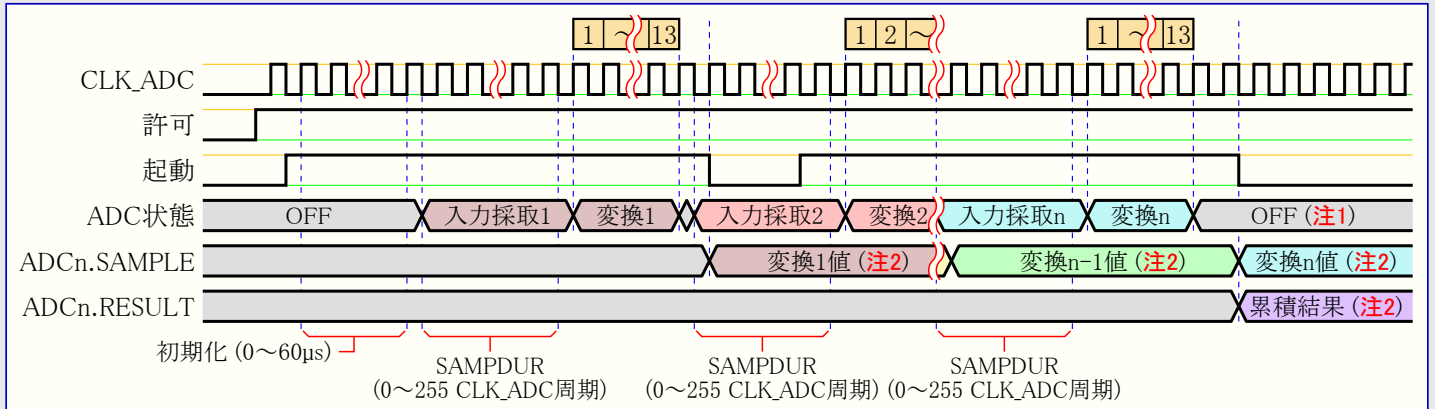 1 ～ 13 1 2 ～ 1 ～ 13
CLK_ADC
許可
起動
ADC状態 OFF 入力採取1 変換1 入力採取2 変換2 入力採取n 変換n OFF (注1)
ADCn.SAMPLE 変換1値 (注2) 変換n-1値 (注2) 変換n値 (注2)
ADCn.RESULT 累積結果 (注2)
初期化 (0～60µs)
SAMPDUR SAMPDUR SAMPDUR
(0～255 CLK_ADC周期) (0～255 CLK_ADC周期) (0～255 CLK_ADC周期)